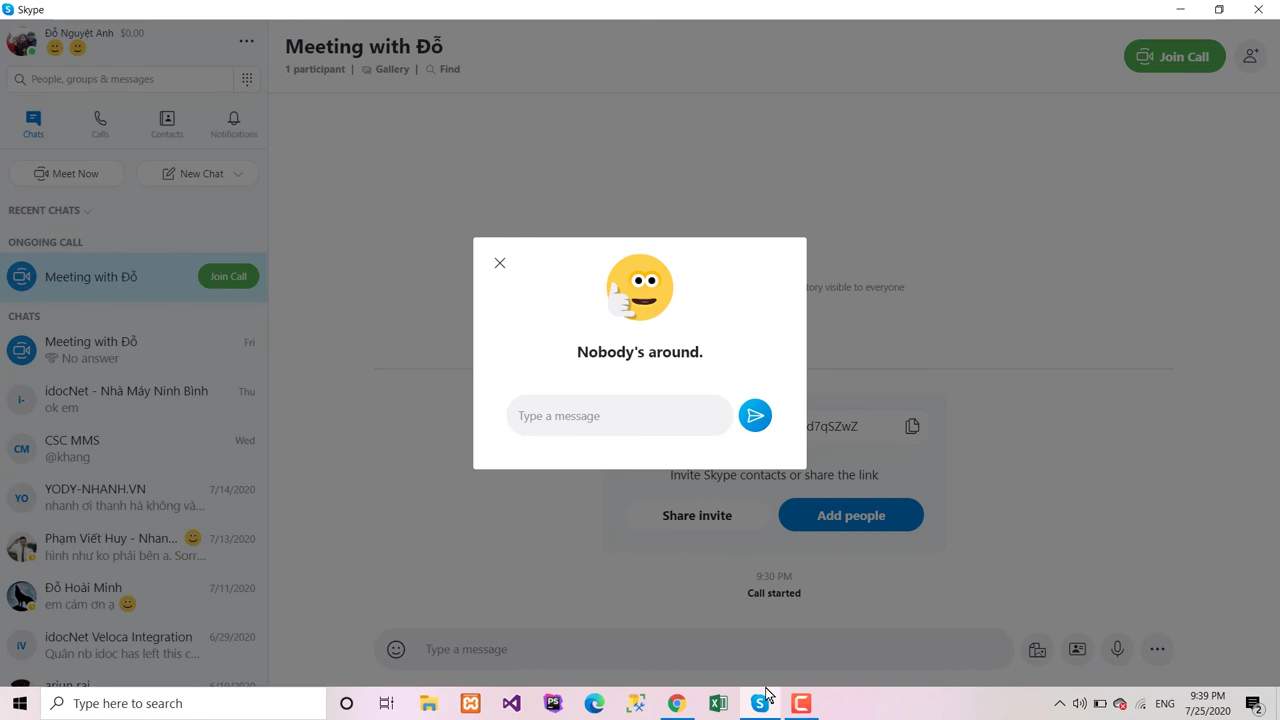 Skype
Đỗ Nguyệt Anh $0.00
People, groups & messages
Chats
Calls
Contacts
Notifications
Meet Now
New Chat
RECENT CHATS
ONGOING CALL
Meeting with Đỗ
Join Call
CHATS
Meeting with Đỗ
Fri
No answer
i-
idocNet - Nhà Máy Ninh Bình
Thu
ok em
CM
CSC MMS
Wed
@khang
YO
YODY-NHANH.VN
7/14/2020
nhanh ơi thanh hà không và...
Phạm Viết Huy - Nhan...
7/13/2020
hình như ko phải bên a. Sorr...
Đỗ Hoài Minh
7/11/2020
em cảm ơn ạ
iV
idocNet Veloca Integration
6/29/2020
Quân nb idoc has left this c...
Meeting with Đỗ
1 participant | Gallery | Find
Join Call
tory visible to everyone
Nobody's around.
Type a message
d7qSZwZ
Invite Skype contacts or share the link
Share invite
Add people
9:30 PM
Call started
Type a message
Type here to search
PS
ENG
9:39 PM
7/25/2020
2